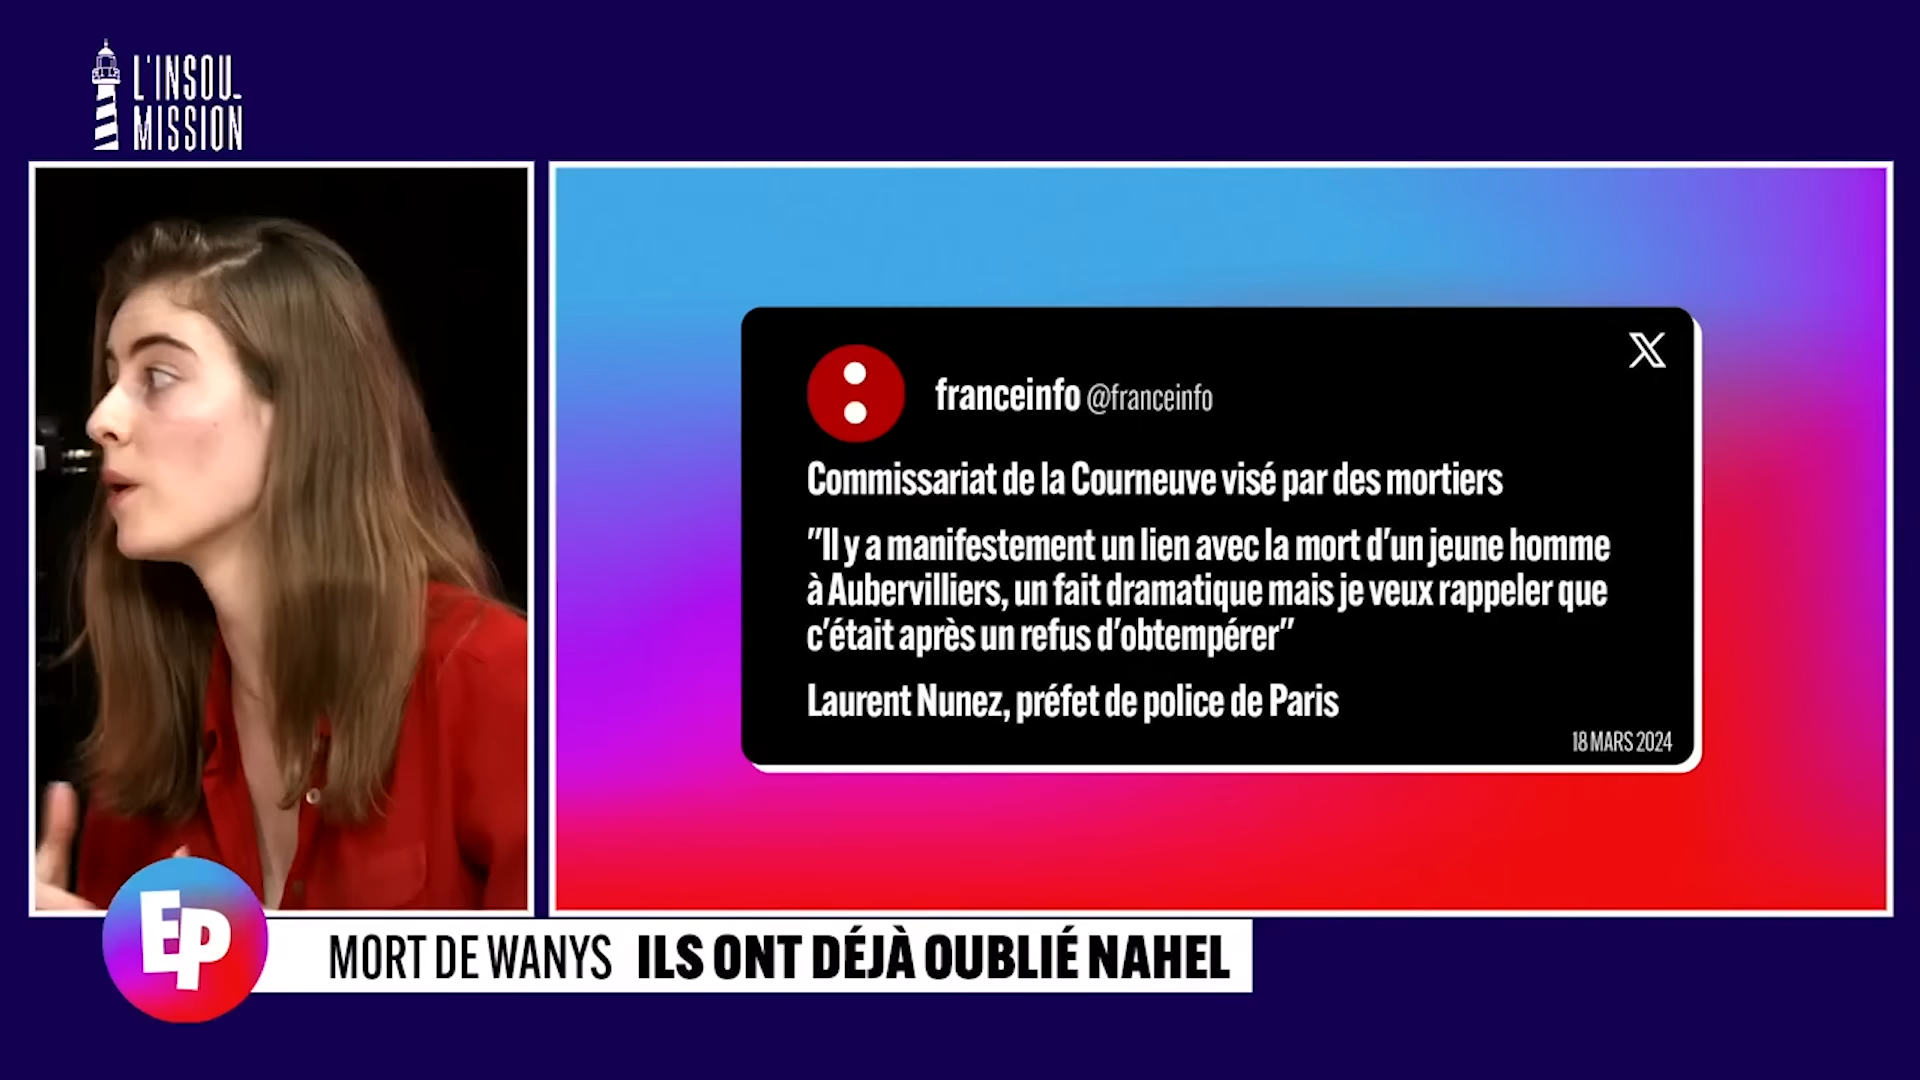 L'INSOU_
MISSION
franceinfo @franceinfo
Commissariat de la Courneuve visé par des mortiers
"Il y a manifestement un lien avec la mort d'un jeune homme
à Aubervilliers, un fait dramatique mais je veux rappeler que
c'était après un refus d'obtempérer"
Laurent Nunez, préfet de police de Paris
18 MARS 2024
EP
MORT DE WANYS ILS ONT DÉJÀ OUBLIÉ NAHEL